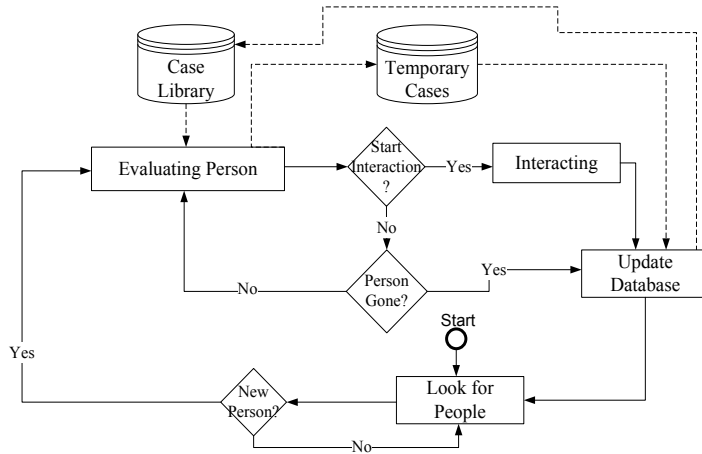 Case
Library
Temporary
Cases
Evaluating Person
Start
Interaction
?
Yes
Interacting
No
Person
Gone?
No
Yes
Update
Database
Start
Yes
New
Person?
Look for
People
No